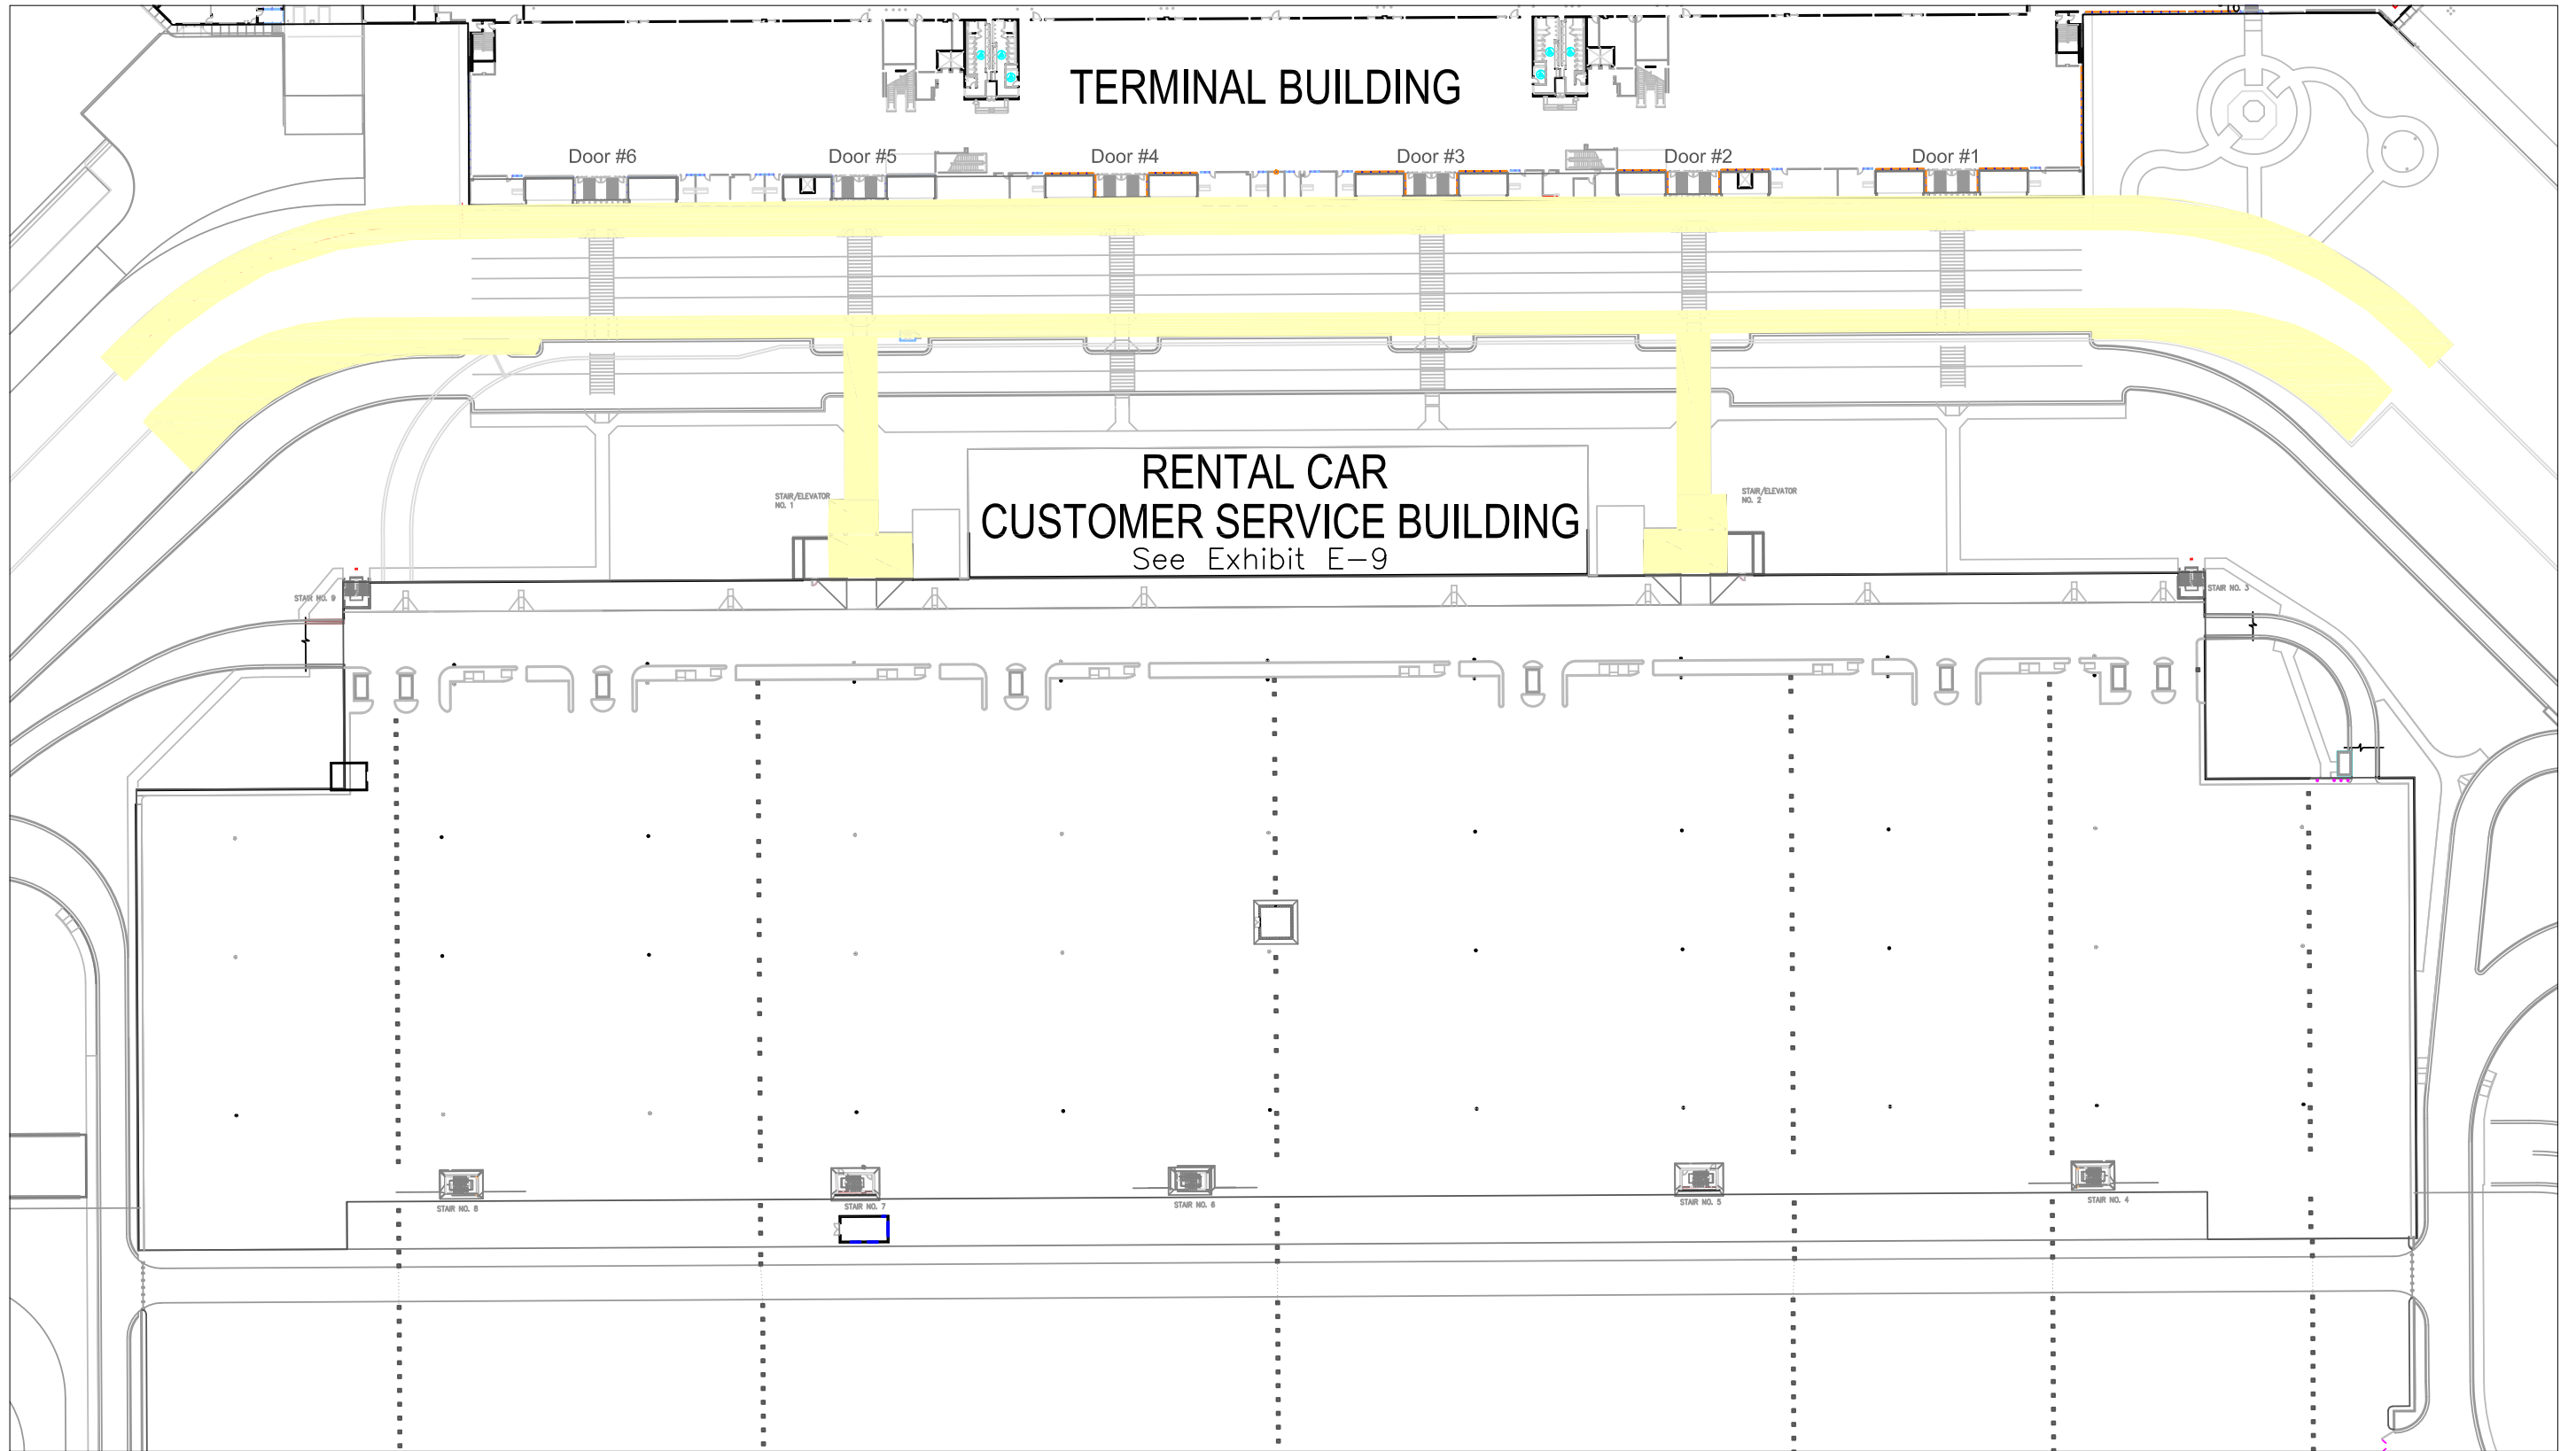 TERMINAL BUILDING
Door #6
Door #5
Door #4
Door #3
Door #2
Door #1
RENTAL CAR
CUSTOMER SERVICE BUILDING
See Exhibit E-9
STAIR/ELEVATOR
NO. 1
STAIR/ELEVATOR
NO. 2
STAIR NO. 9
STAIR NO. 3
STAIR NO. 8
STAIR NO. 7
STAIR NO. 6
STAIR NO. 5
STAIR NO. 4